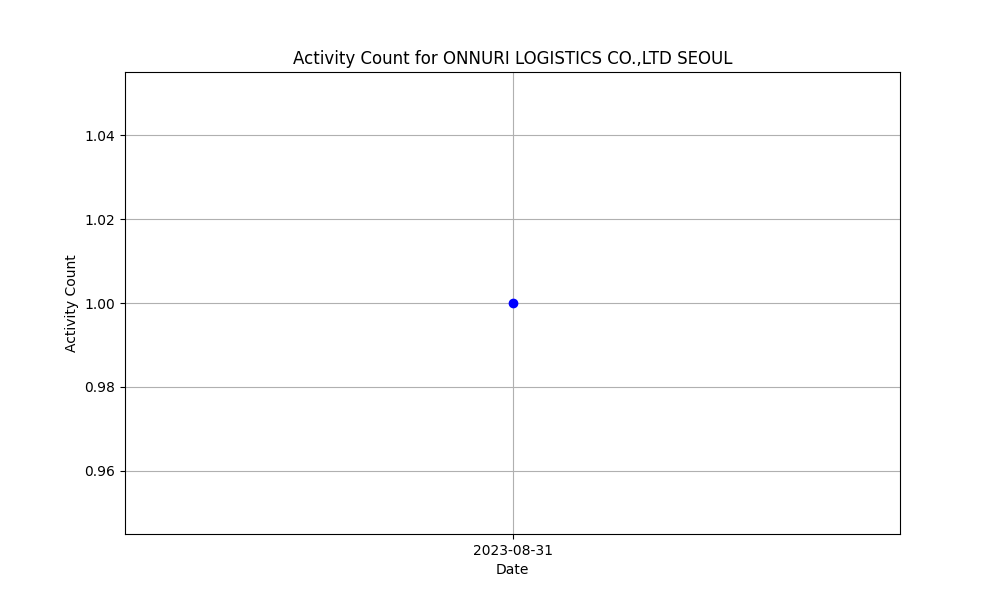 Activity Count for ONNURI LOGISTICS CO.,LTD SEOUL
1.04
1.02
1.00
0.98
0.96
Activity Count
2023-08-31
Date